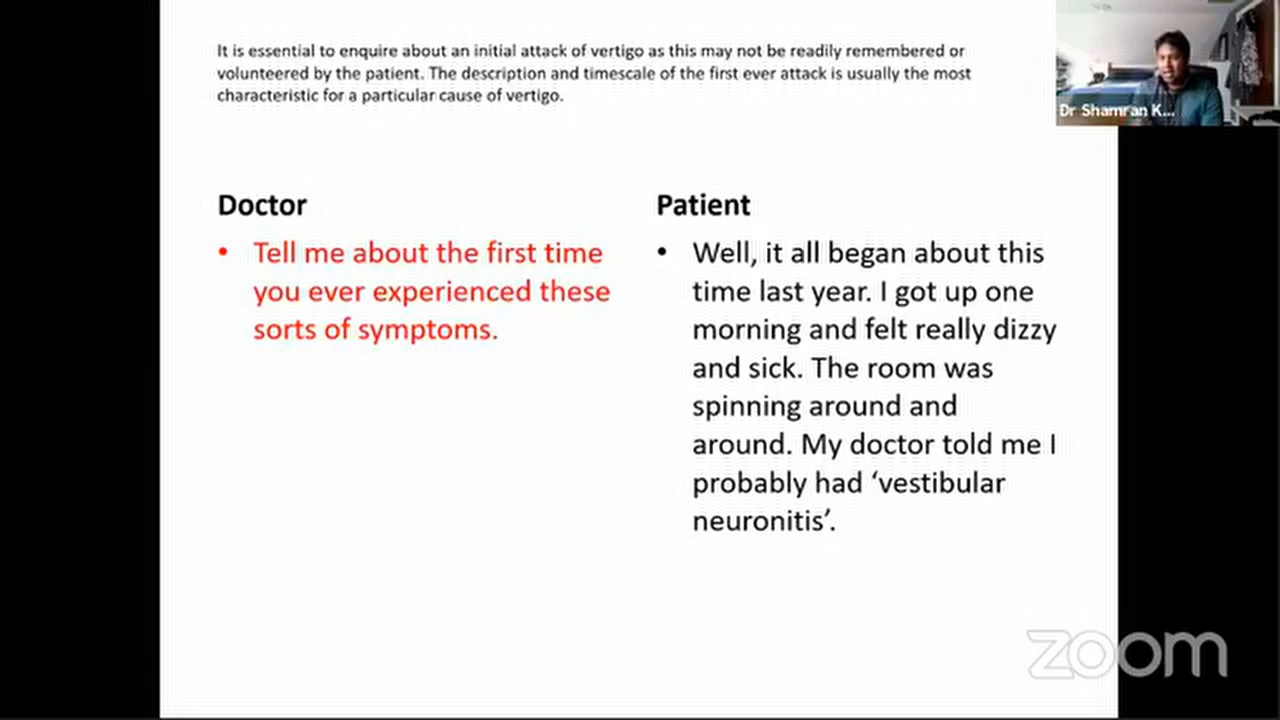 It is essential to enquire about an initial attack of vertigo as this may not be readily remembered or
volunteered by the patient. The description and timescale of the first ever attack is usually the most
characteristic for a particular cause of vertigo.
Dr Shamran K...
Doctor
• Tell me about the first time
you ever experienced these
sorts of symptoms.
Patient
• Well, it all began about this
time last year. I got up one
morning and felt really dizzy
and sick. The room was
spinning around and
around. My doctor told me I
probably had ‘vestibular
neuronitis’.
zoom